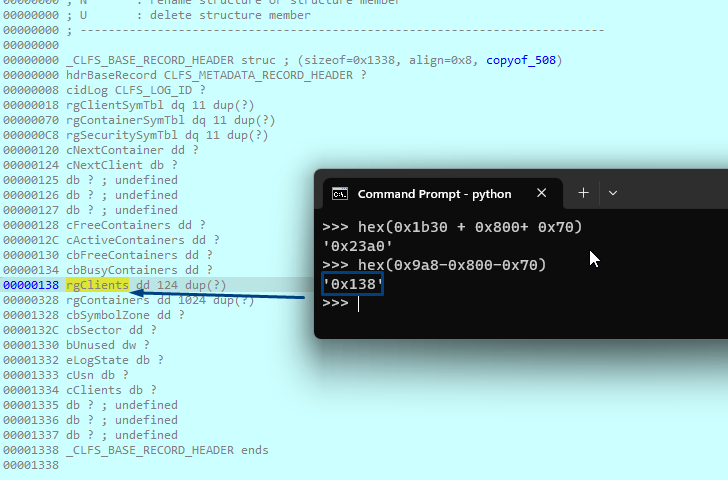 00000000 ; N       : rename structure or structure member
00000000 ; U       : delete structure member
00000000 ; ---------------------------------------------------------------------------
00000000
00000000 _CLFS_BASE_RECORD_HEADER struc ; (sizeof=0x1338, align=0x8, copyof_508)
00000000 hdrBaseRecord CLFS_METADATA_RECORD_HEADER ?
00000008 cidLog CLFS_LOG_ID ?
00000018 rgClientSymTbl dq 11 dup(?)
00000070 rgContainerSymTbl dq 11 dup(?)
000000C8 rgSecuritySymTbl dq 11 dup(?)
00000120 cNextContainer dd ?
00000124 cNextClient db ?
00000125 db ? ; undefined
00000126 db ? ; undefined
00000127 db ? ; undefined
00000128 cFreeContainers dd ?
0000012C cActiveContainers dd ?
00000130 cbFreeContainers dd ?
00000134 cbBusyContainers dd ?
00000138 rgClients dd 124 dup(?)
00000328 rgContainers dd 1024 dup(?)
00001328 cbSymbolZone dd ?
0000132C cbSector dd ?
00001330 bUnused dw ?
00001332 eLogState db ?
00001333 cUsn db ?
00001334 cClients db ?
00001335 db ? ; undefined
00001336 db ? ; undefined
00001337 db ? ; undefined
00001338 _CLFS_BASE_RECORD_HEADER ends
00001338
Command Prompt - python
>>> hex(0x1b30 + 0x800+ 0x70)
'0x23a0'
>>> hex(0x9a8-0x800-0x70)
'0x138'
>>>